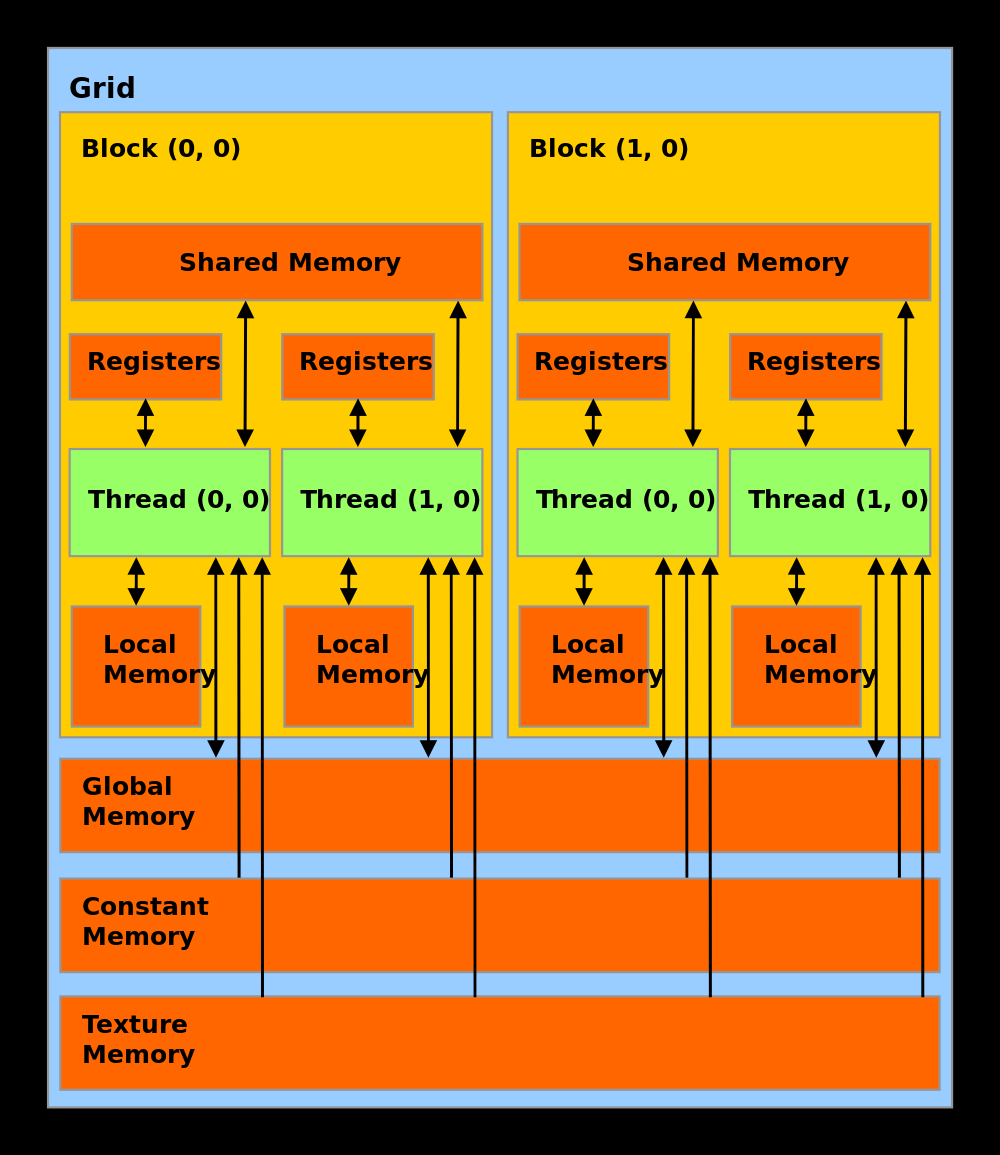 Grid
Block (0, 0)
Block (1, 0)
Shared Memory
Shared Memory
Registers
Registers
Registers
Registers
Thread (0, 0)
Thread (1, 0)
Thread (0, 0)
Thread (1, 0)
Local
Memory
Local
Memory
Local
Memory
Local
Memory
Global
Memory
Constant
Memory
Texture
Memory